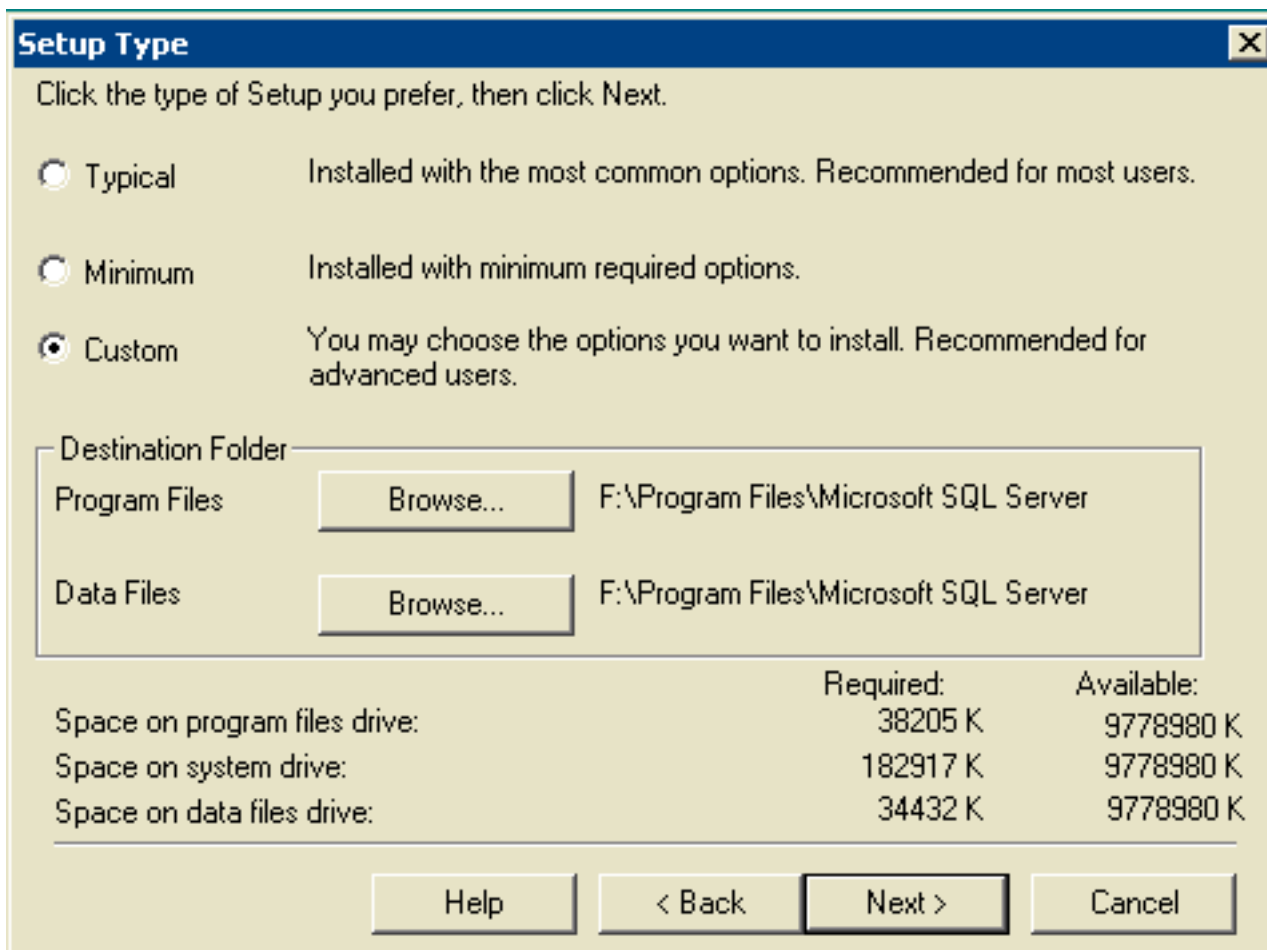 Setup Type
Click the type of Setup you prefer, then click Next.
Typical Installed with the most common options. Recommended for most users.
Minimum Installed with minimum required options.
Custom You may choose the options you want to install. Recommended for
advanced users.
Destination Folder
Program Files Browse... F:\Program Files\Microsoft SQL Server
Data Files Browse... F:\Program Files\Microsoft SQL Server
Required: Available:
Space on program files drive: 38205 K 9778980 K
Space on system drive: 182917 K 9778980 K
Space on data files drive: 34432 K 9778980 K
Help < Back Next > Cancel